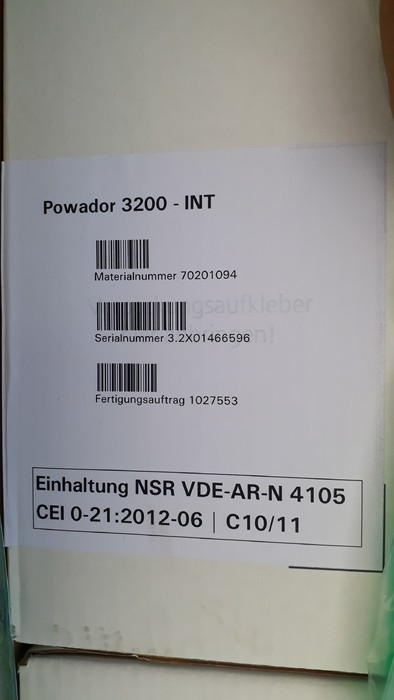 Powador 3200 - INT
Materialnummer 70201094
Serialnummer 3.2X01466596
Fertigungsauftrag 1027553
Einhaltung NSR VDE-AR-N 4105
CEI 0-21:2012-06 | C10/11